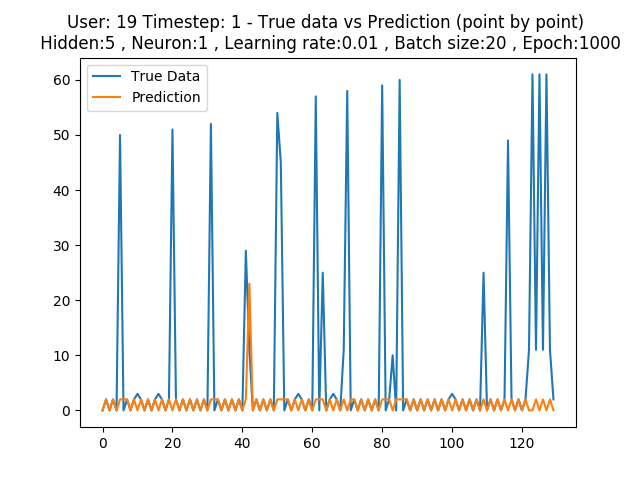 User: 19 Timestep: 1 - True data vs Prediction (point by point)
Hidden:5 , Neuron:1 , Learning rate:0.01 , Batch size:20 , Epoch:1000
True Data
Prediction
60
50
40
30
20
10
0
0 20 40 60 80 100 120